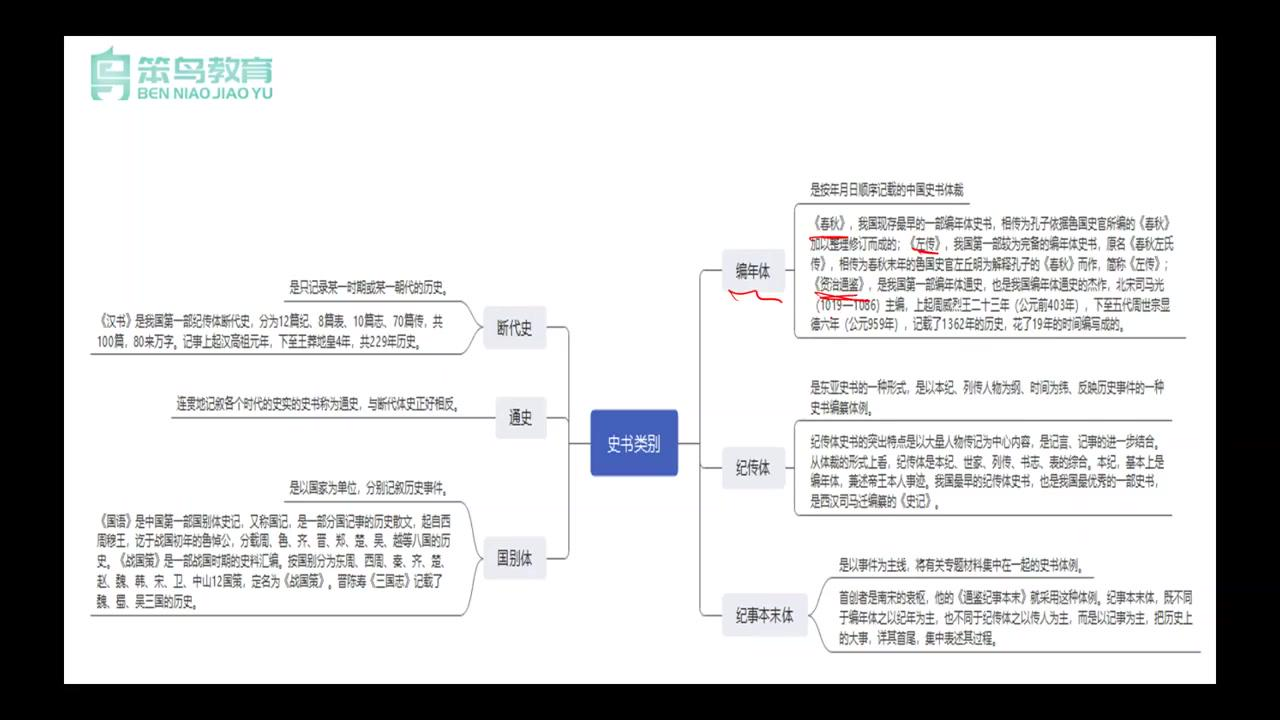 笨鸟教育
BEN NIAO JIAO YU
史书类别
编年体
是按年月日顺序记载的中国史书体裁
《春秋》，我国现存最早的一部编年体史书，相传为孔子依据鲁国史官所编的《春秋》
加以整理修订而成的；《左传》，我国第一部较为完备的编年体史书，原名《春秋左氏
传》，相传为春秋末年的鲁国史官左丘明为解释孔子的《春秋》而作，简称《左传》；
《资治通鉴》，是我国第一部编年体通史，也是我国编年体通史的杰作，北宋司马光
（1019—1086）主编，上起周威烈王二十三年（公元前403年），下至五代周世宗显
德六年（公元959年），记载了1362年的历史，花了19年的时间编写成的。
纪传体
是东亚史书的一种形式，是以本纪、列传人物为纲、时间为纬、反映历史事件的一种
史书编纂体例。
纪传体史书的突出特点是以大量人物传记为中心内容，是记言、记事的进一步结合。
从体裁的形式上看，纪传体是本纪、世家、列传、书志、表的综合。本纪，基本上是
编年体，兼述帝王本人事迹。我国最早的纪传体史书，也是我国最优秀的一部史书，
是西汉司马迁编纂的《史记》。
纪事本末体
是以事件为主线，将有关专题材料集中在一起的史书体例。
首创者是南宋的袁枢，他的《通鉴纪事本末》就采用这种体例。纪事本末体，既不同
于编年体之以纪年为主，也不同于纪传体之以传人为主，而是以记事为主，把历史上
的大事，详其首尾，集中表述其过程。
断代史
是只记录某一时期或某一朝代的历史。
《汉书》是我国第一部纪传体断代史，分为12篇纪、8篇表、10篇志、70篇传，共
100篇，80来万字。记事上起汉高祖元年，下至王莽地皇4年，共229年历史。
通史
连贯地记叙各个时代的史实的史书称为通史，与断代体史正好相反。
国别体
是以国家为单位，分别记叙历史事件。
《国语》是中国第一部国别体史记，又称国记，是一部分国记事的历史散文，起自西
周穆王，讫于战国初年的鲁悼公，分载周、鲁、齐、晋、郑、楚、吴、越等八国的历
史。《战国策》是一部战国时期的史料汇编。按国别分为东周、西周、秦、齐、楚、
赵、魏、韩、宋、卫、中山12国策，定名为《战国策》。晋陈寿《三国志》记载了
魏、蜀、吴三国的历史。